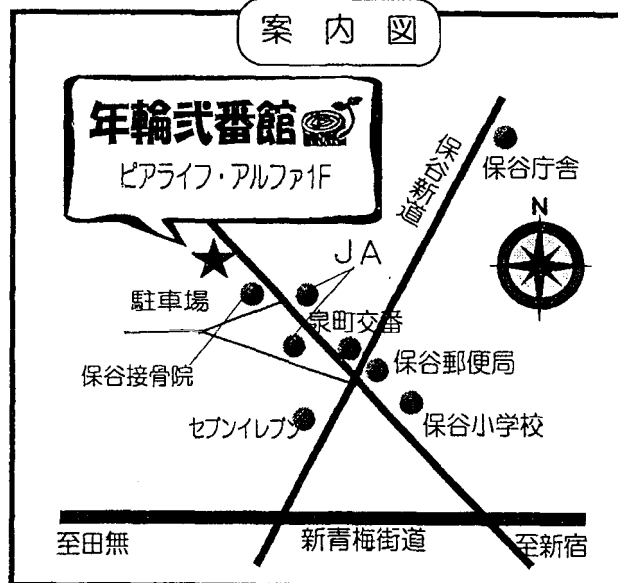 案内図
年輪弐番館
ピアライフ・アルファ1F
保谷新道
保谷庁舎
N
JA
駐車場
泉町交番
保谷接骨院
保谷郵便局
セブンイレブン
保谷小学校
至田無
新青梅街道
至新宿